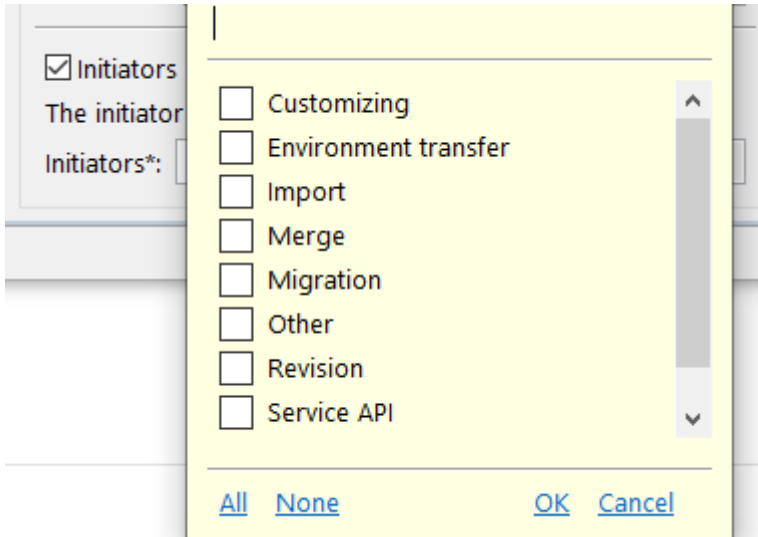 Initiators
The initiator
Initiators*:
Customizing
Environment transfer
Import
Merge
Migration
Other
Revision
Service API
All None OK Cancel